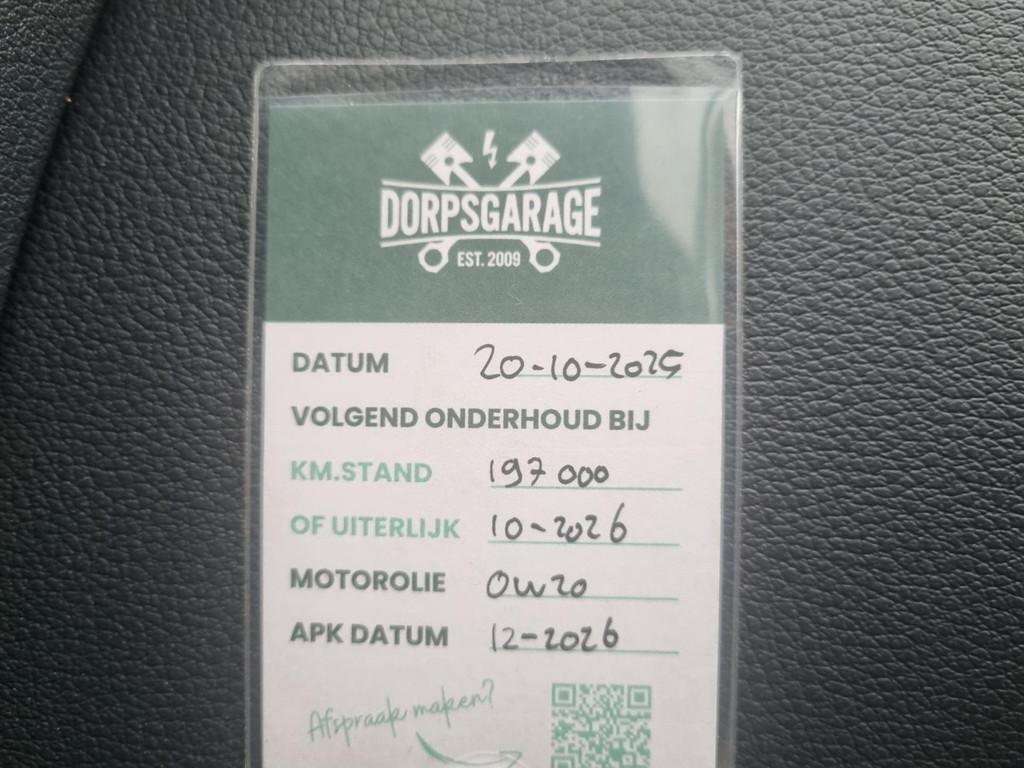 DORPSGARAGE
EST. 2009
DATUM 20-10-2025
VOLGEND ONDERHOUD BIJ
KM.STAND 197 000
OF UITERLIJK 10-2026
MOTOROLIE 0W20
APK DATUM 12-2026
Afspraak maken?